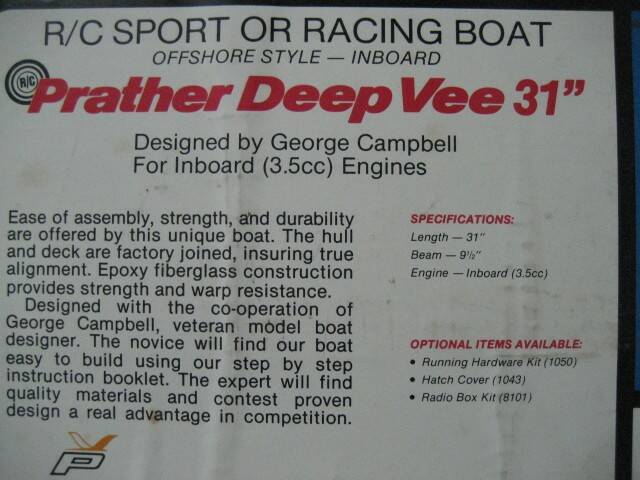 R/C SPORT OR RACING BOAT
OFFSHORE STYLE — INBOARD
R/C
Prather Deep Vee 31"
Designed by George Campbell
For Inboard (3.5cc) Engines
Ease of assembly, strength, and durability
are offered by this unique boat. The hull
and deck are factory joined, insuring true
alignment. Epoxy fiberglass construction
provides strength and warp resistance.
Designed with the co-operation of
George Campbell, veteran model boat
designer. The novice will find our boat
easy to build using our step by step
instruction booklet. The expert will find
quality materials and contest proven
design a real advantage in competition.
SPECIFICATIONS:
Length — 31"
Beam — 9½"
Engine — Inboard (3.5cc)
OPTIONAL ITEMS AVAILABLE:
• Running Hardware Kit (1050)
• Hatch Cover (1043)
• Radio Box Kit (8101)
P